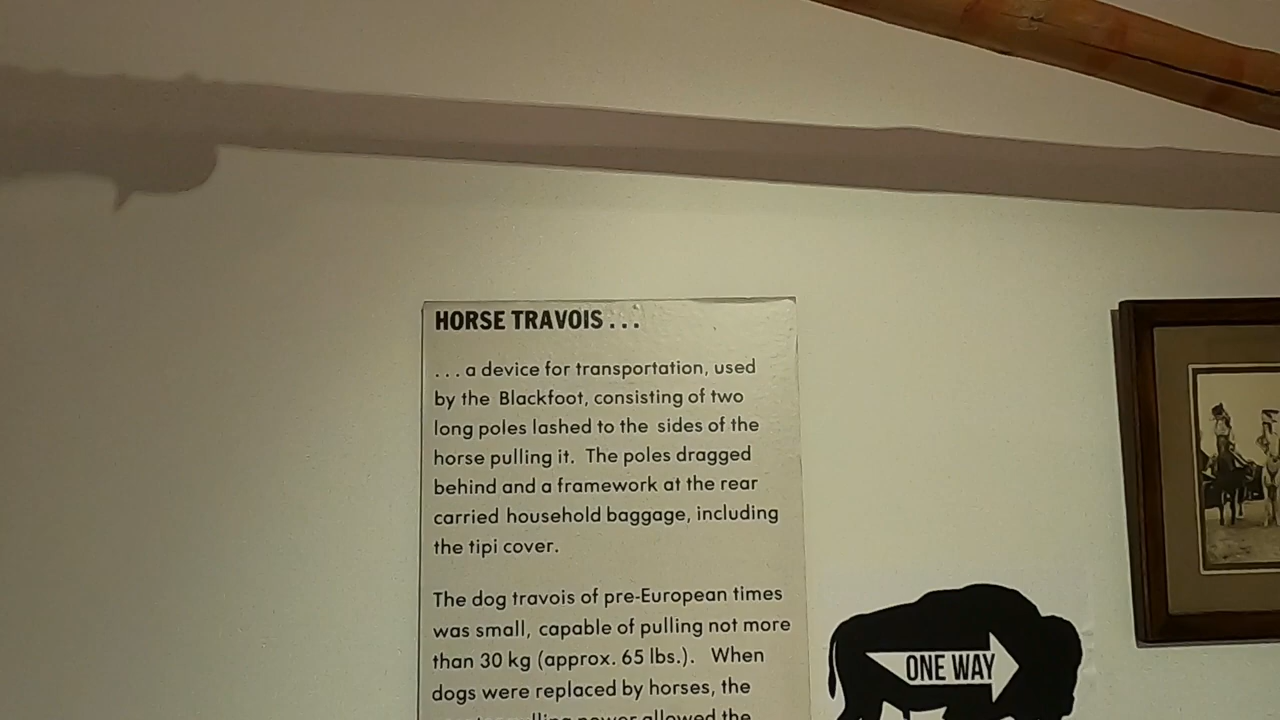 HORSE TRAVOIS . . .
. . . a device for transportation, used
by the Blackfoot, consisting of two
long poles lashed to the sides of the
horse pulling it. The poles dragged
behind and a framework at the rear
carried household baggage, including
the tipi cover.
The dog travois of pre-European times
was small, capable of pulling not more
than 30 kg (approx. 65 lbs.). When
dogs were replaced by horses, the
power allowed the
ONE WAY